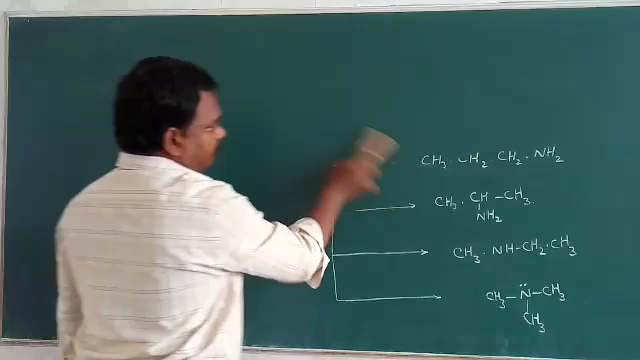 CH₃. CH₂. CH₂. NH₂
CH₃. CH – CH₃.
NH₂
CH₃. NH – CH₂. CH₃
CH₃ – N̈ – CH₃
CH₃